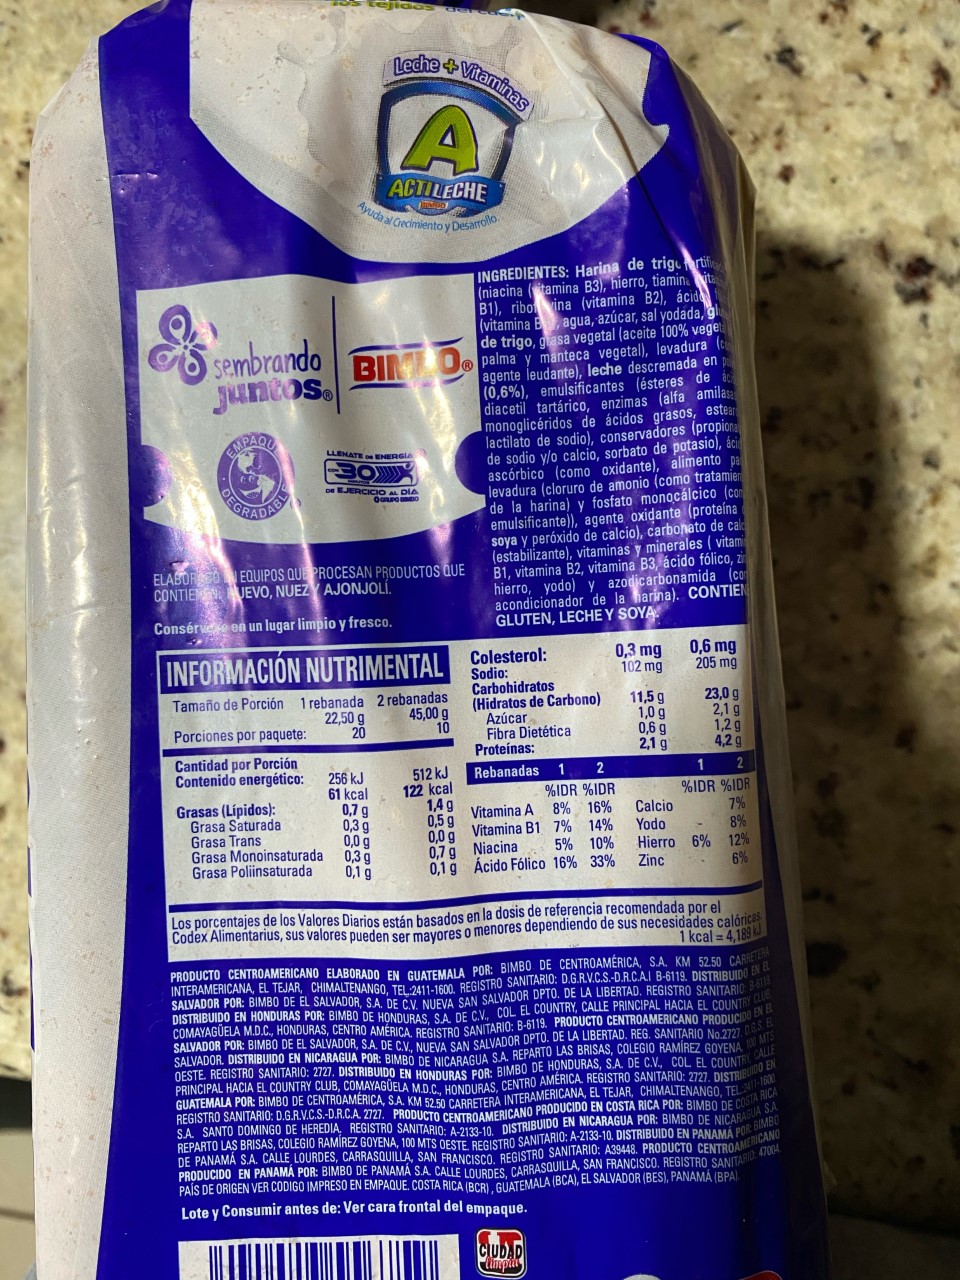 los tejidos del cuerp
Leche + Vitaminas
A
ACTILECHE
BIMBO
Ayuda al Crecimiento y Desarrollo.
sembrando
juntos®
BIMBO®
EMPAQUE
DEGRADABLE
LLENATE DE ENERGÍA
CON 30 MINUTOS
DE EJERCICIO AL DÍA
© GRUPO BIMBO
INGREDIENTES: Harina de trigo
(niacina (vitamina B3), hierro, tiamina
B1), riboflavina (vitamina B2), ácido
(vitamina agua, azúcar, sal yodada,
de trigo, grasa vegetal (aceite 100%
palma y manteca vegetal), levadura
agente leudante), leche descremada en
(0,6%), emulsificantes (ésteres de
diacetil tartárico, enzimas (alfa amilasa
monoglicéridos de ácidos grasos,
lactilato de sodio), conservadores
de sodio y/o calcio, sorbato de potasio),
ascórbico (como oxidante), alimento
levadura (cloruro de amonio (como
de la harina) y fosfato monocálcico
emulsificante)), agente oxidante (proteína
soya y peróxido de calcio), carbonato de
(estabilizante), vitaminas y minerales (
B1, vitamina B2, vitamina B3, ácido fólico,
hierro, yodo) y azodicarbonamida
acondicionador de la harina). CONTIEN
GLUTEN, LECHE Y SOYA.
ELABORADO EN EQUIPOS QUE PROCESAN PRODUCTOS QUE
CONTIENEN: HUEVO, NUEZ Y AJONJOLÍ.
Consérvese en un lugar limpio y fresco.
INFORMACIÓN NUTRIMENTAL
Tamaño de Porción 1 rebanada 2 rebanadas
22,50 g 45,00 g
Porciones por paquete: 20 10
Cantidad por Porción
Contenido energético: 256 kJ 512 kJ
61 kcal 122 kcal
Grasas (Lípidos): 0,7 g 1,4 g
Grasa Saturada 0,3 g 0,5 g
Grasa Trans 0,0 g 0,0 g
Grasa Monoinsaturada 0,3 g 0,7 g
Grasa Poliinsaturada 0,1 g 0,1 g
Colesterol: 0,3 mg 0,6 mg
Sodio: 102 mg 205 mg
Carbohidratos
(Hidratos de Carbono) 11,5 g 23,0 g
Azúcar 1,0 g 2,1 g
Fibra Dietética 0,6 g 1,2 g
Proteínas: 2,1 g 4,2 g
Rebanadas 1 2 1 2
%IDR %IDR %IDR %IDR
Vitamina A 8% 16% Calcio 7%
Vitamina B1 7% 14% Yodo - 8%
Niacina 5% 10% Hierro 6% 12%
Ácido Fólico 16% 33% Zinc 6%
Los porcentajes de los Valores Diarios están basados en la dosis de referencia recomendada por el
Codex Alimentarius, sus valores pueden ser mayores o menores dependiendo de sus necesidades calóricas.
1 kcal = 4,189 kJ
PRODUCTO CENTROAMERICANO ELABORADO EN GUATEMALA POR: BIMBO DE CENTROAMÉRICA, S.A. KM 52.50 CARRETERA
INTERAMERICANA, EL TEJAR, CHIMALTENANGO, TEL:2411-1600. REGISTRO SANITARIO: D.G.R.V.C.S.-D.R.C.A.I B-6119. DISTRIBUIDO EN EL
SALVADOR POR: BIMBO DE EL SALVADOR, S.A. DE C.V. NUEVA SAN SALVADOR DPTO. DE LA LIBERTAD. REGISTRO SANITARIO: B-6119
DISTRIBUIDO EN HONDURAS POR: BIMBO DE HONDURAS, S.A. DE C.V., COL. EL COUNTRY, CALLE PRINCIPAL HACIA EL COUNTRY CLUB,
COMAYAGÜELA M.D.C., HONDURAS, CENTRO AMÉRICA. REGISTRO SANITARIO: B-6119. PRODUCTO CENTROAMERICANO PRODUCIDO EN EL
SALVADOR POR: BIMBO DE EL SALVADOR, S.A. DE C.V., NUEVA SAN SALVADOR DPTO. DE LA LIBERTAD. REG. SANITARIO No.2727. D.G.S. EL
SALVADOR. DISTRIBUIDO EN NICARAGUA POR: BIMBO DE NICARAGUA S.A. REPARTO LAS BRISAS, COLEGIO RAMÍREZ GOYENA, 100 MTS
OESTE. REGISTRO SANITARIO: 2727. DISTRIBUIDO EN HONDURAS POR: BIMBO DE HONDURAS, S.A. DE C.V., COL. EL COUNTRY, CALLE
PRINCIPAL HACIA EL COUNTRY CLUB, COMAYAGÜELA M.D.C., HONDURAS, CENTRO AMÉRICA. REGISTRO SANITARIO: 2727. DISTRIBUIDO EN
GUATEMALA POR: BIMBO DE CENTROAMÉRICA, S.A. KM 52.50 CARRETERA INTERAMERICANA, EL TEJAR, CHIMALTENANGO, TEL:2411-1600.
REGISTRO SANITARIO: D.G.R.V.C.S-D.R.C.A. 2727. PRODUCTO CENTROAMERICANO PRODUCIDO EN COSTA RICA POR: BIMBO DE COSTA RICA
S.A. SANTO DOMINGO DE HEREDIA. REGISTRO SANITARIO: A-2133-10. DISTRIBUIDO EN NICARAGUA POR: BIMBO DE NICARAGUA S.A.
REPARTO LAS BRISAS, COLEGIO RAMÍREZ GOYENA, 100 MTS OESTE. REGISTRO SANITARIO: A-2133-10. DISTRIBUIDO EN PANAMÁ POR: BIMBO
DE PANAMÁ S.A. CALLE LOURDES, CARRASQUILLA, SAN FRANCISCO. REGISTRO SANITARIO: A39448. PRODUCTO CENTROAMERICANO
PRODUCIDO EN PANAMÁ POR: BIMBO DE PANAMÁ S.A. CALLE LOURDES, CARRASQUILLA, SAN FRANCISCO. REGISTRO SANITARIO: 47004.
PAÍS DE ORIGEN VER CODIGO IMPRESO EN EMPAQUE. COSTA RICA (BCR), GUATEMALA (BCA), EL SALVADOR (BES), PANAMÁ (BPA).
Lote y Consumir antes de: Ver cara frontal del empaque.
CIUDAD
limpia